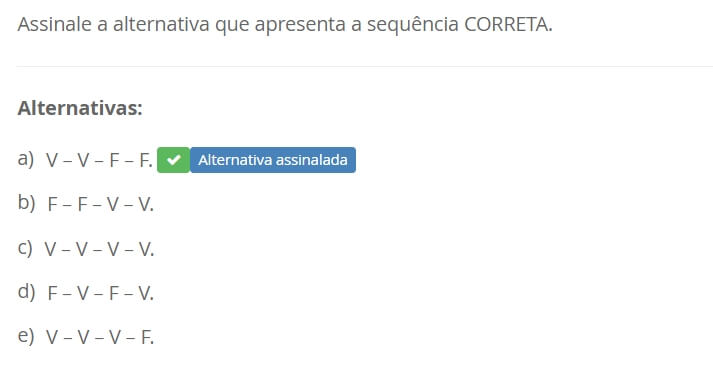 Assinale a alternativa que apresenta a sequência CORRETA.
Alternativas:
a) V – V – F – F. Alternativa assinalada
b) F – F – V – V.
c) V – V – V – V.
d) F – V – F – V.
e) V – V – V – F.